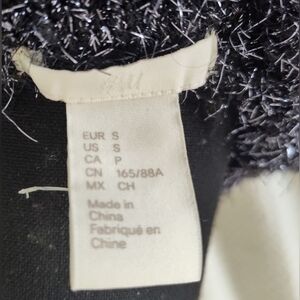 H&M
EUR S
US S
CA P
CN 165/88A
MX CH
Made in
China
Fabriqué en
Chine